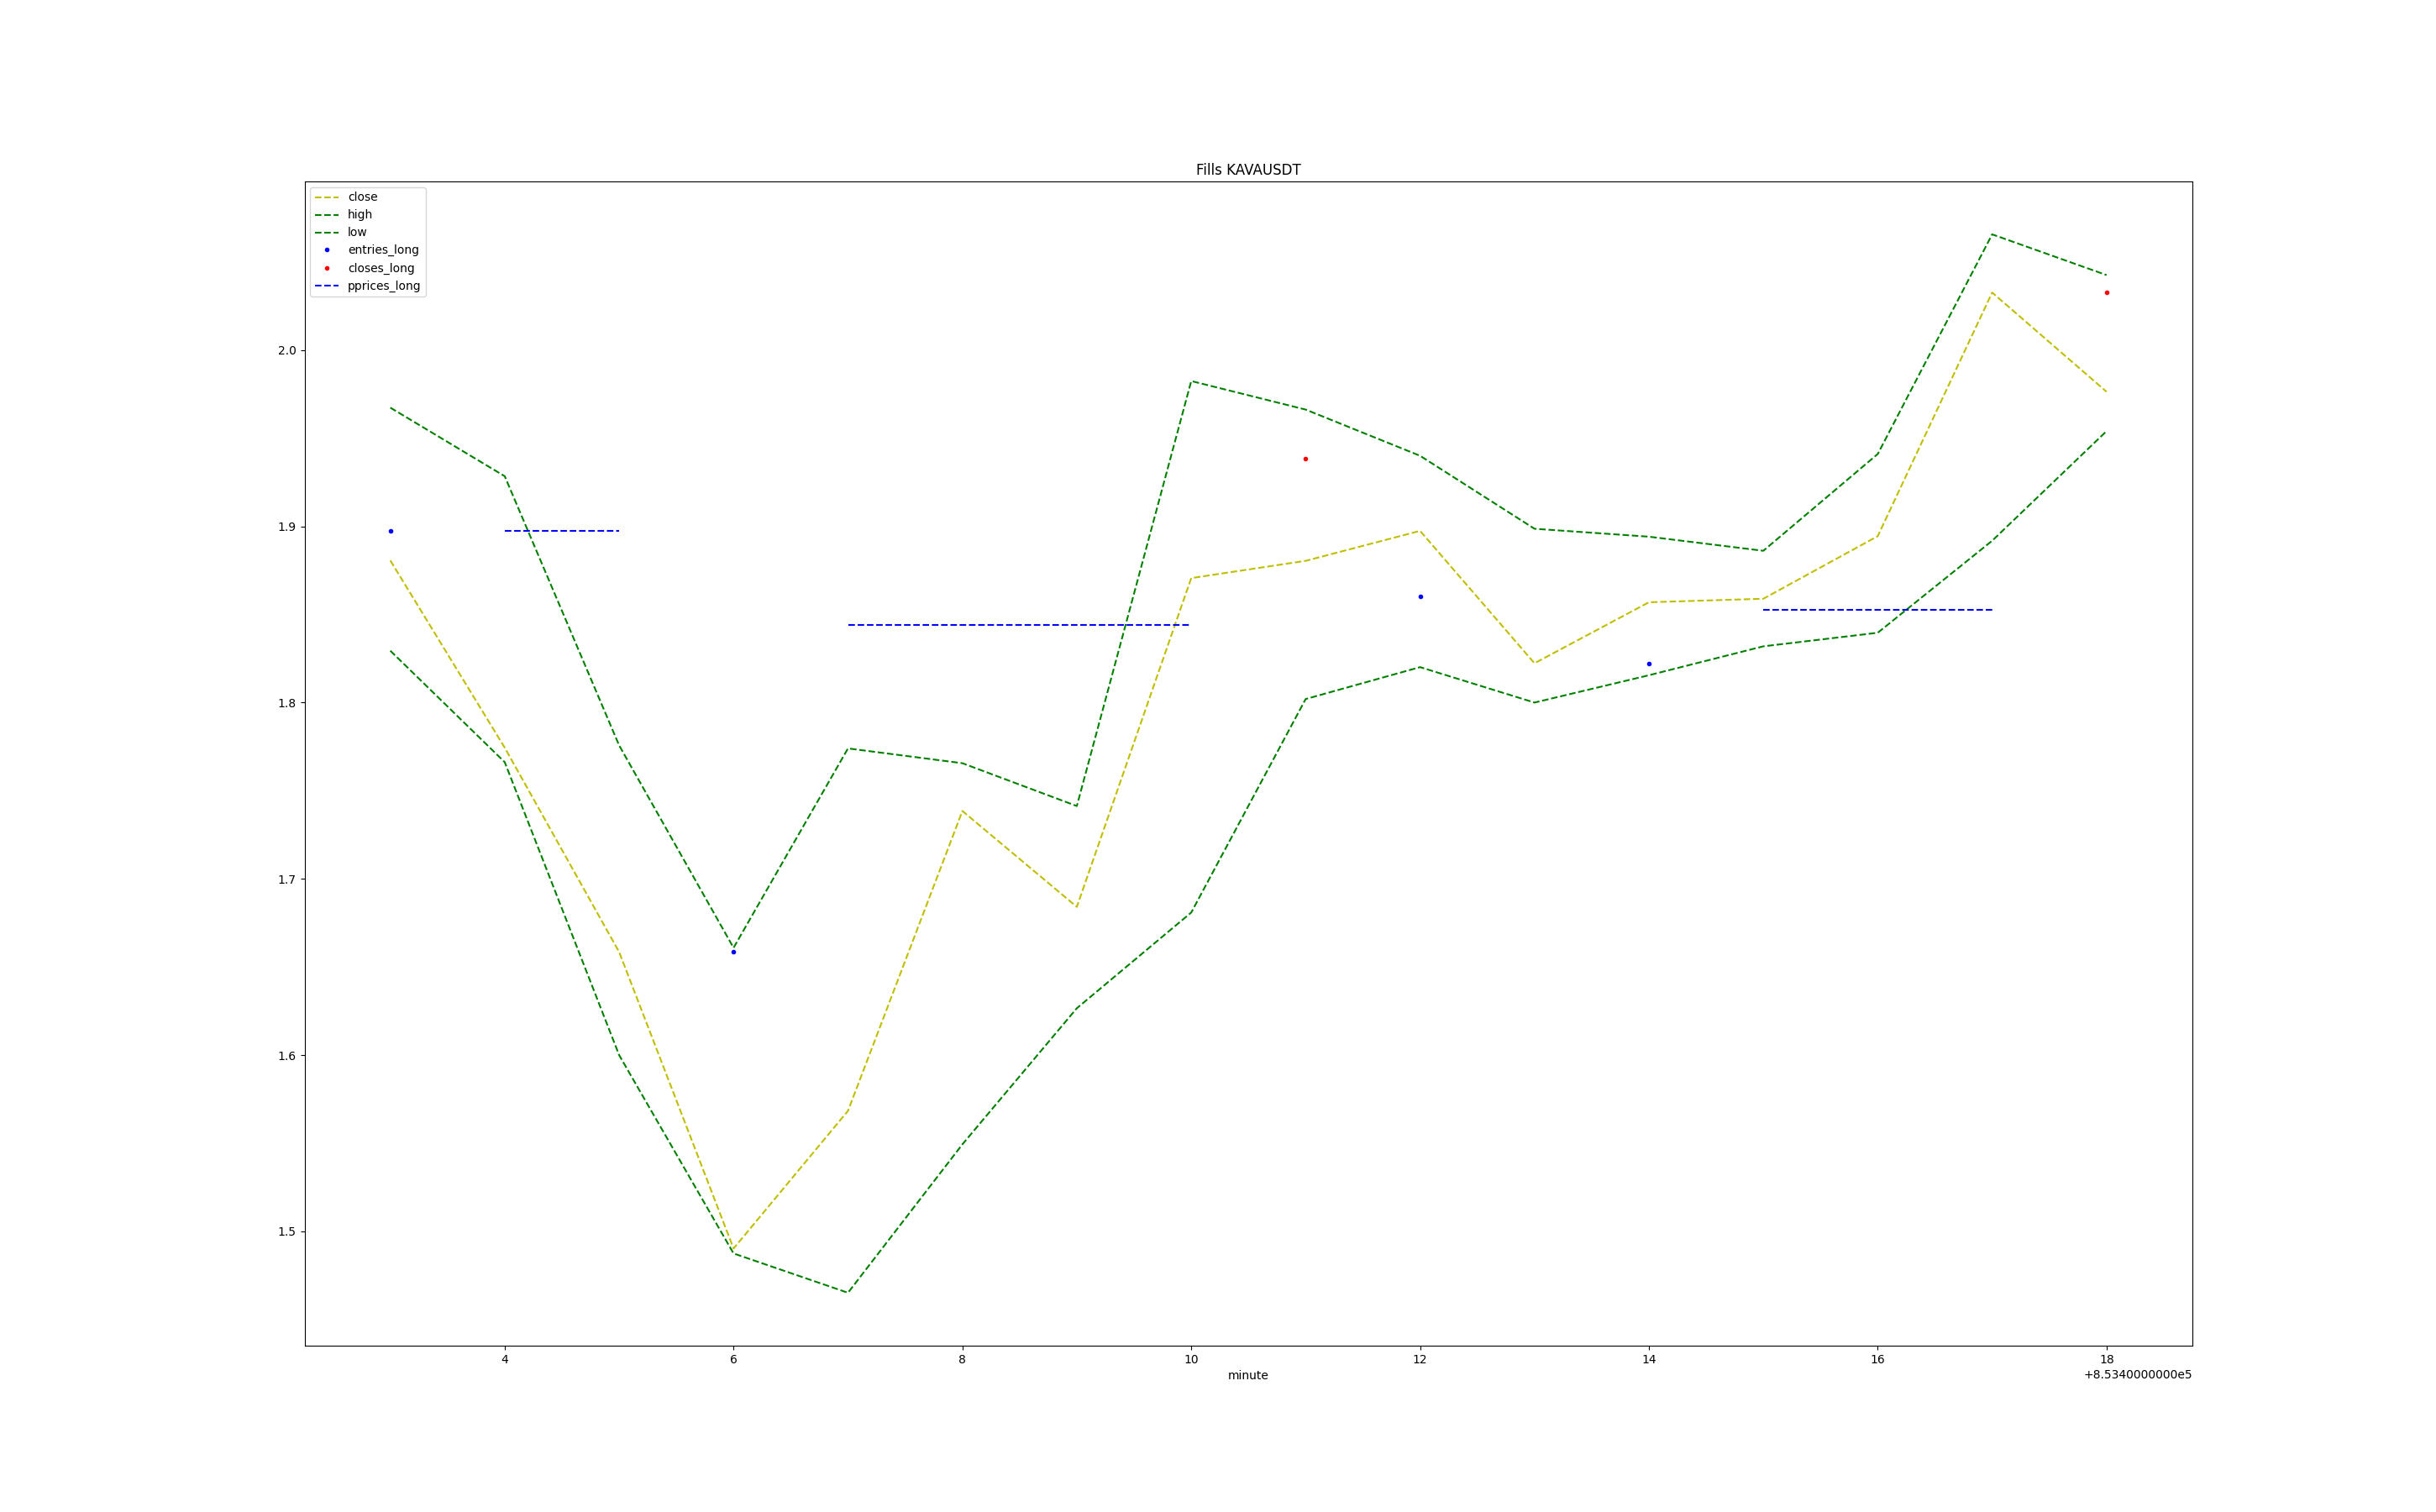 Fills KAVAUSDT
close
high
low
entries_long
closes_long
pprices_long
2.0
1.9
1.8
1.7
1.6
1.5
4 6 8 10 12 14 16 18
minute
+8.5340000000e5